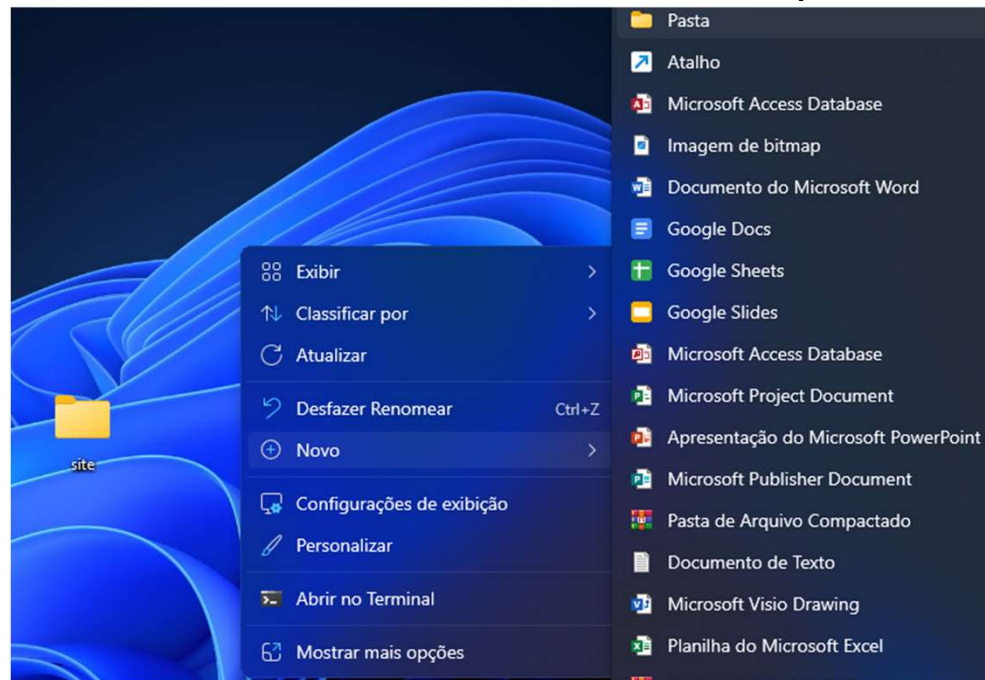 site
Exibir
Classificar por
Atualizar
Desfazer Renomear Ctrl+Z
Novo
Configurações de exibição
Personalizar
Abrir no Terminal
Mostrar mais opções
Pasta
Atalho
Microsoft Access Database
Imagem de bitmap
Documento do Microsoft Word
Google Docs
Google Sheets
Google Slides
Microsoft Access Database
Microsoft Project Document
Apresentação do Microsoft PowerPoint
Microsoft Publisher Document
Pasta de Arquivo Compactado
Documento de Texto
Microsoft Visio Drawing
Planilha do Microsoft Excel